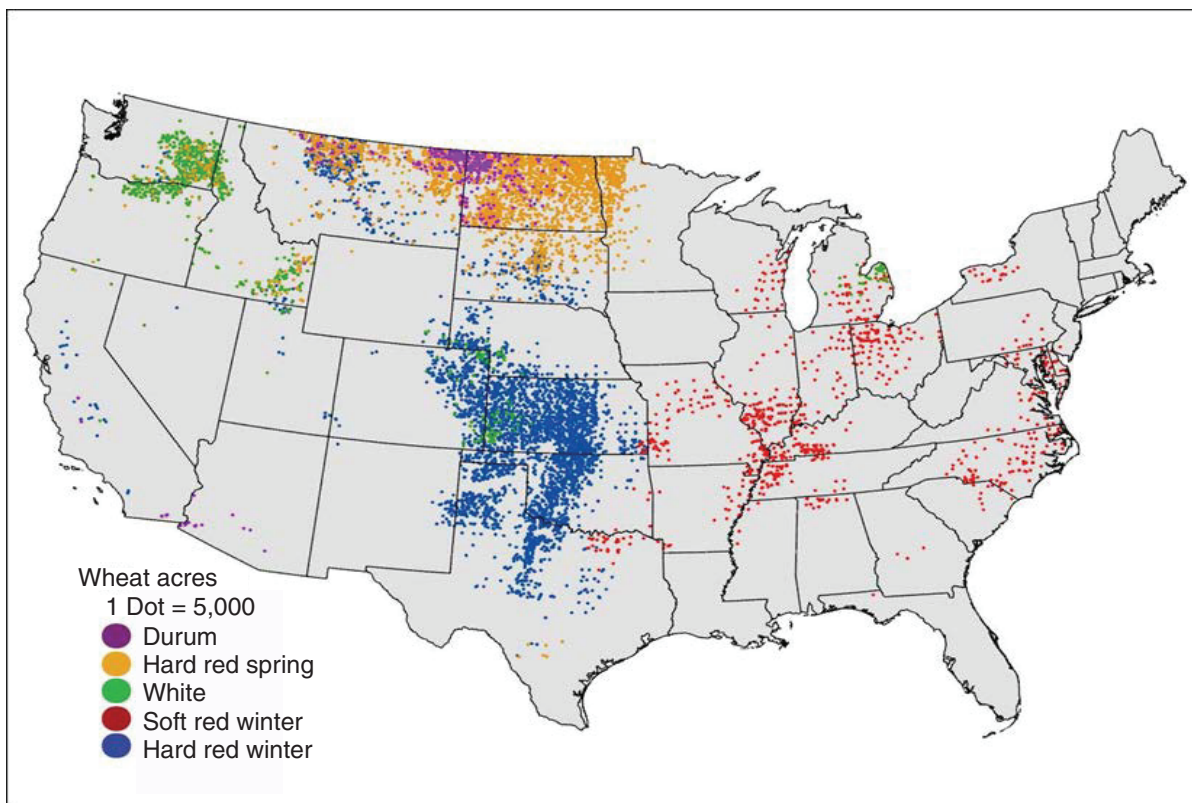 Wheat acres
1 Dot = 5,000
Durum
Hard red spring
White
Soft red winter
Hard red winter